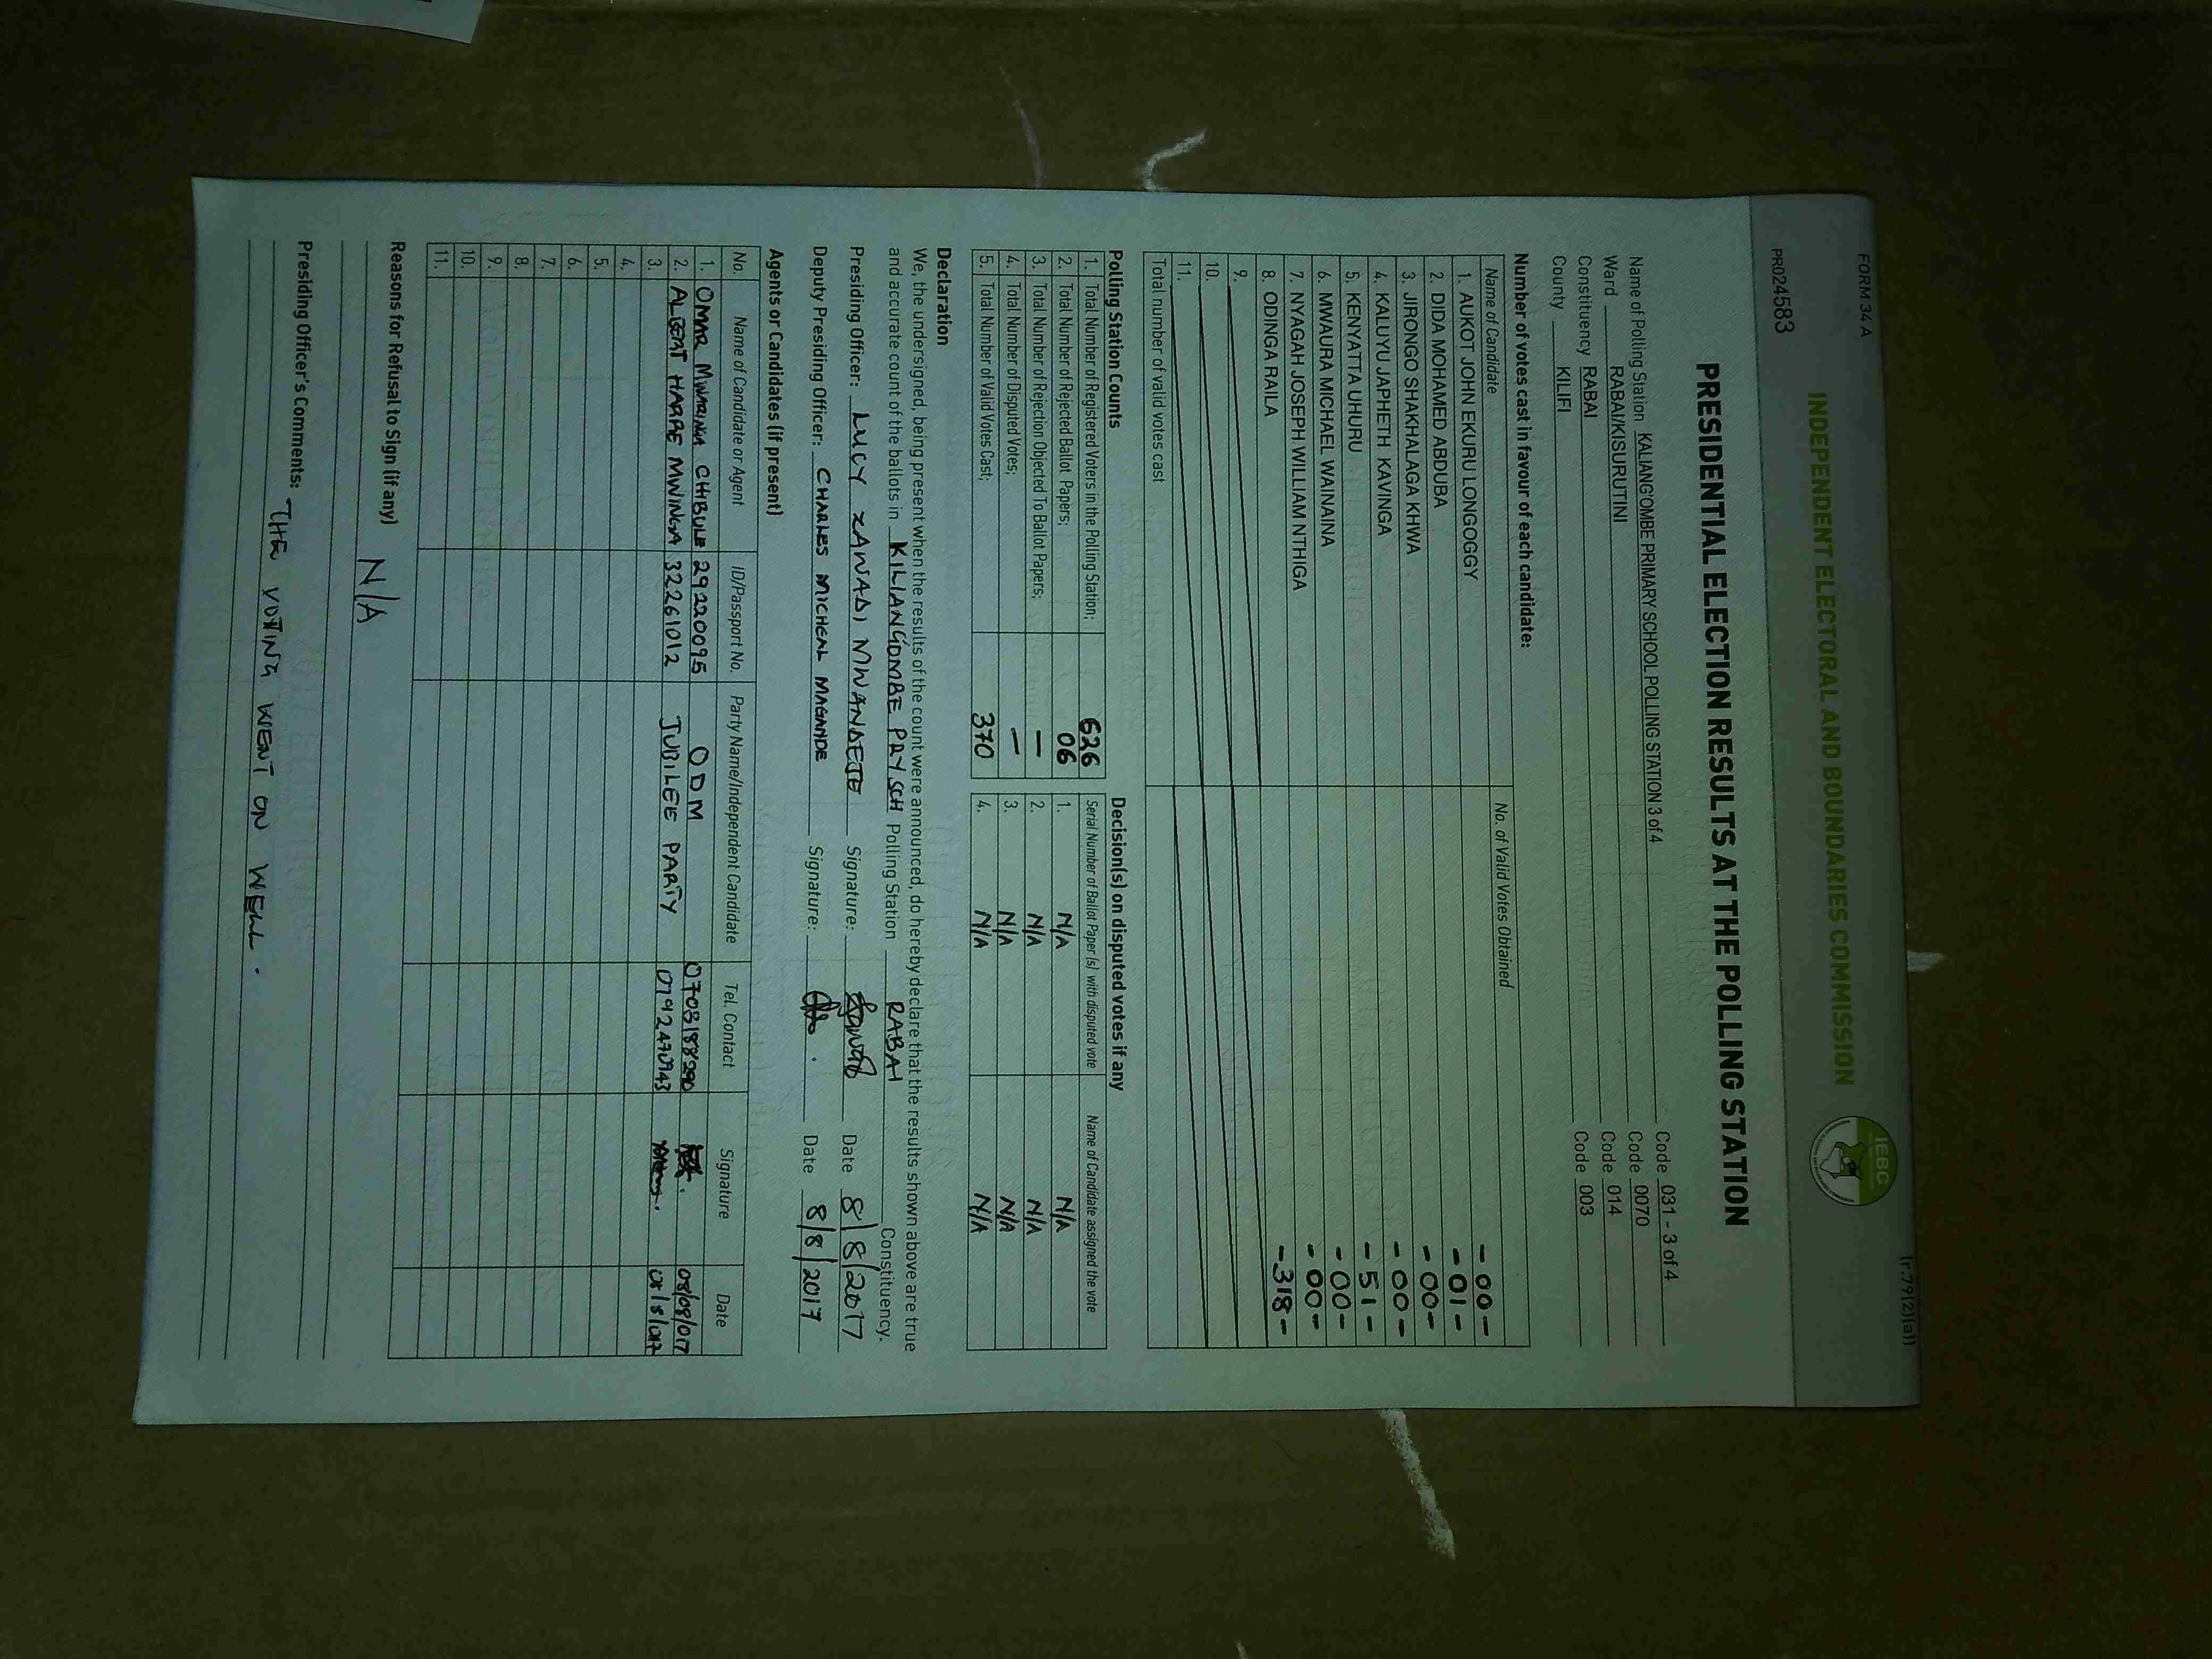 FORM 34 A
(r.79(2)(a))
INDEPENDENT ELECTORAL AND BOUNDARIES COMMISSION
IEBC
PR024583
PRESIDENTIAL ELECTION RESULTS AT THE POLLING STATION
Name of Polling Station KALIANG'OMBE PRIMARY SCHOOL POLLING STATION 3 of 4 Code 031 - 3 of 4
Ward RABAI/KISURUTINI Code 0070
Constituency RABAI Code 014
County KILIFI Code 003
Number of votes cast in favour of each candidate:
Name of Candidate No. of Valid Votes Obtained
1. AUKOT JOHN EKURU LONGOGGY - 00 -
2. DIDA MOHAMED ABDUBA - 01 -
3. JIRONGO SHAKHALAGA KHWA - 00 -
4. KALUYU JAPHETH KAVINGA - 00 -
5. KENYATTA UHURU - 51 -
6. MWAURA MICHAEL WAINAINA - 00 -
7. NYAGAH JOSEPH WILLIAM NTHIGA - 00 -
8. ODINGA RAILA - 318 -
9.
10.
11.
Total number of valid votes cast
Polling Station Counts
1. Total Number of Registered Voters in the Polling Station; 626
2. Total Number of Rejected Ballot Papers; 06
3. Total Number of Rejection Objected To Ballot Papers; —
4. Total Number of Disputed Votes; —
5. Total Number of Valid Votes Cast; 370
Decision(s) on disputed votes if any
Serial Number of Ballot Paper (s) with disputed vote Name of Candidate assigned the vote
1. N/A N/A
2. N/A N/A
3. N/A N/A
4. N/A N/A
Declaration
We, the undersigned, being present when the results of the count were announced, do hereby declare that the results shown above are true
and accurate count of the ballots in KILIANG'OMBE PRY SCH Polling Station RABAI Constituency.
Presiding Officer: LUCY ZAWADI MWANDEJE Signature: Date 8/8/2017
Deputy Presiding Officer: CHARLES MICHEAL MAGANDE Signature: Date 8/8/2017
Agents or Candidates (if present)
No. Name of Candidate or Agent ID/Passport No. Party Name/Independent Candidate Tel. Contact Signature Date
1. OMAR MWARINGA CHIBULE 29220095 ODM 0703188290 08/08/017
2. ALBERT HARRE MWINGA 32261012 JUBILEE PARTY
3.
4.
5.
6.
7.
8.
9.
10.
11.
Reasons for Refusal to Sign (if any) N/A
Presiding Officer's Comments: THE VOTING WENT ON WELL.